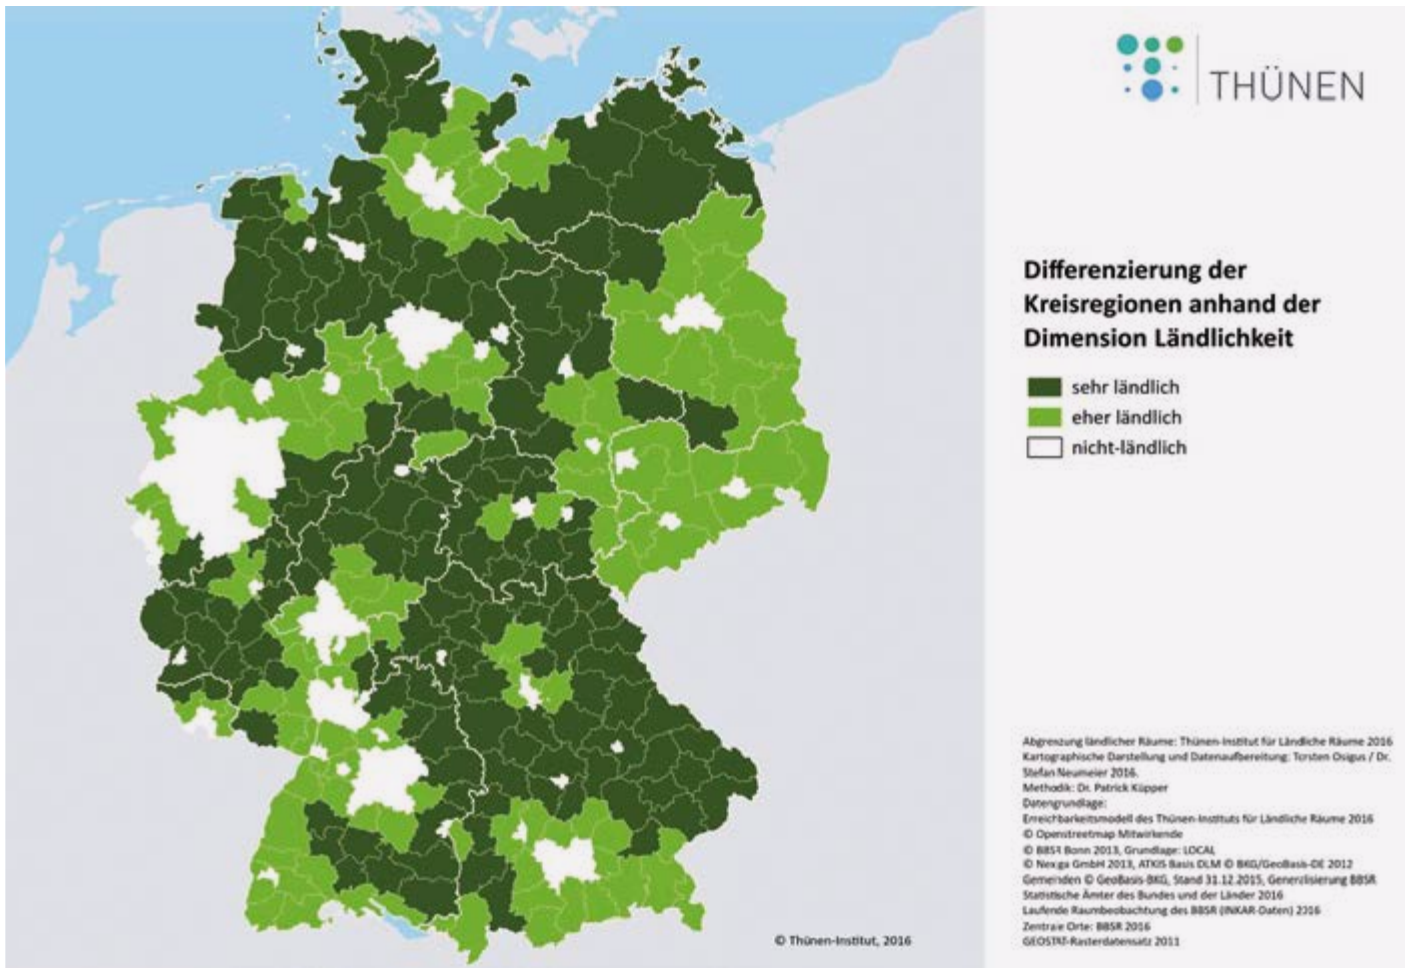 THÜNEN
Differenzierung der
Kreisregionen anhand der
Dimension Ländlichkeit
sehr ländlich
eher ländlich
nicht-ländlich
Abgrenzung ländlicher Räume: Thünen-Institut für Ländliche Räume 2016
Kartographische Darstellung und Datenaufbereitung: Torsten Osigus / Dr.
Stefan Neumeier 2016.
Methodik: Dr. Patrick Küpper
Datengrundlage:
Erreichbarkeitsmodell des Thünen-Instituts für Ländliche Räume 2016
© Openstreetmap Mitwirkende
© BBSR Bonn 2013, Grundlage: LOCAL
© Nexiga GmbH 2013, ATKIS Basis DLM © BKG/GeoBasis-DE 2012
Gemeinden © GeoBasis-BKG, Stand 31.12.2015, Generalisierung BBSR
Statistische Ämter des Bundes und der Länder 2016
Laufende Raumbeobachtung des BBSR (INKAR-Daten) 2016
Zentrale Orte: BBSR 2016
GEOSTAT-Rasterdatensatz 2011
© Thünen-Institut, 2016